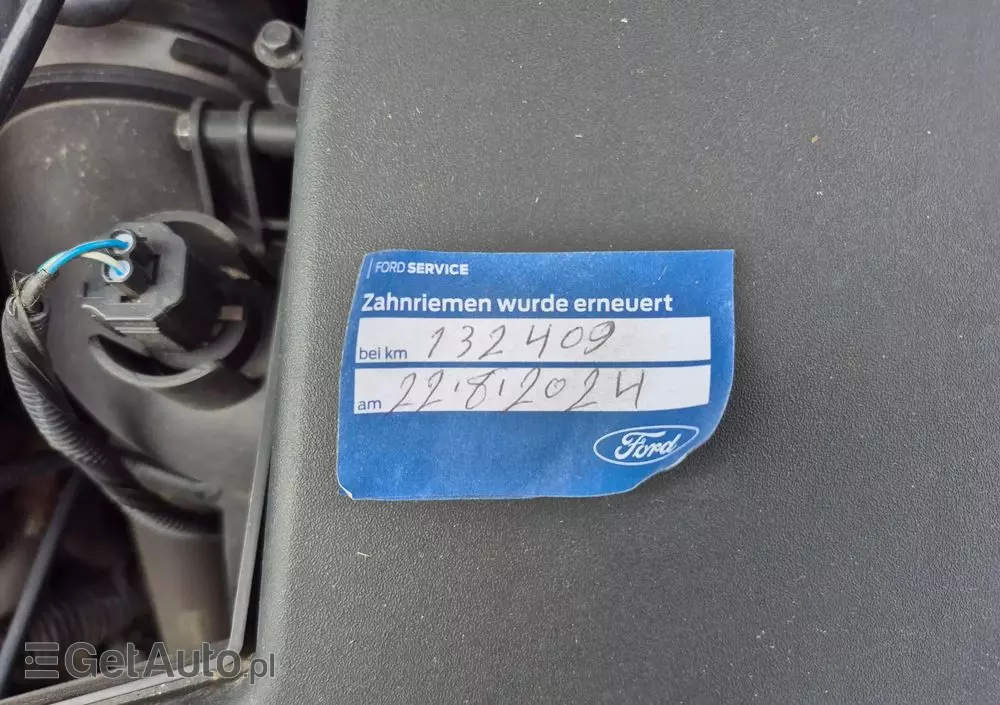 FORD SERVICE
Zahnriemen wurde erneuert
bei km 132409
am 22.8.2024
Ford
GetAuto.pl